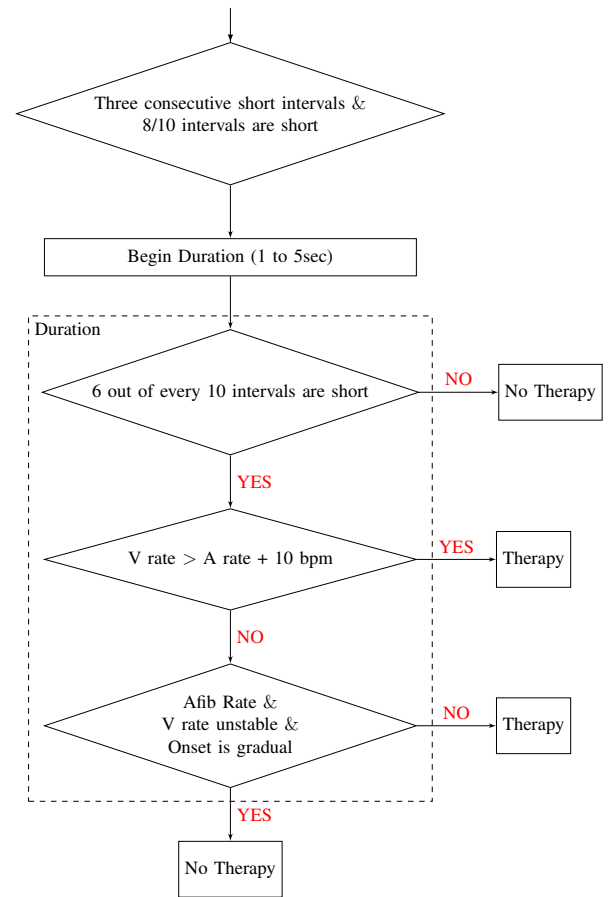 Three consecutive short intervals &
8/10 intervals are short
Begin Duration (1 to 5sec)
Duration
6 out of every 10 intervals are short
NO
No Therapy
YES
V rate > A rate + 10 bpm
YES
Therapy
NO
Afib Rate &
V rate unstable &
Onset is gradual
NO
Therapy
YES
No Therapy